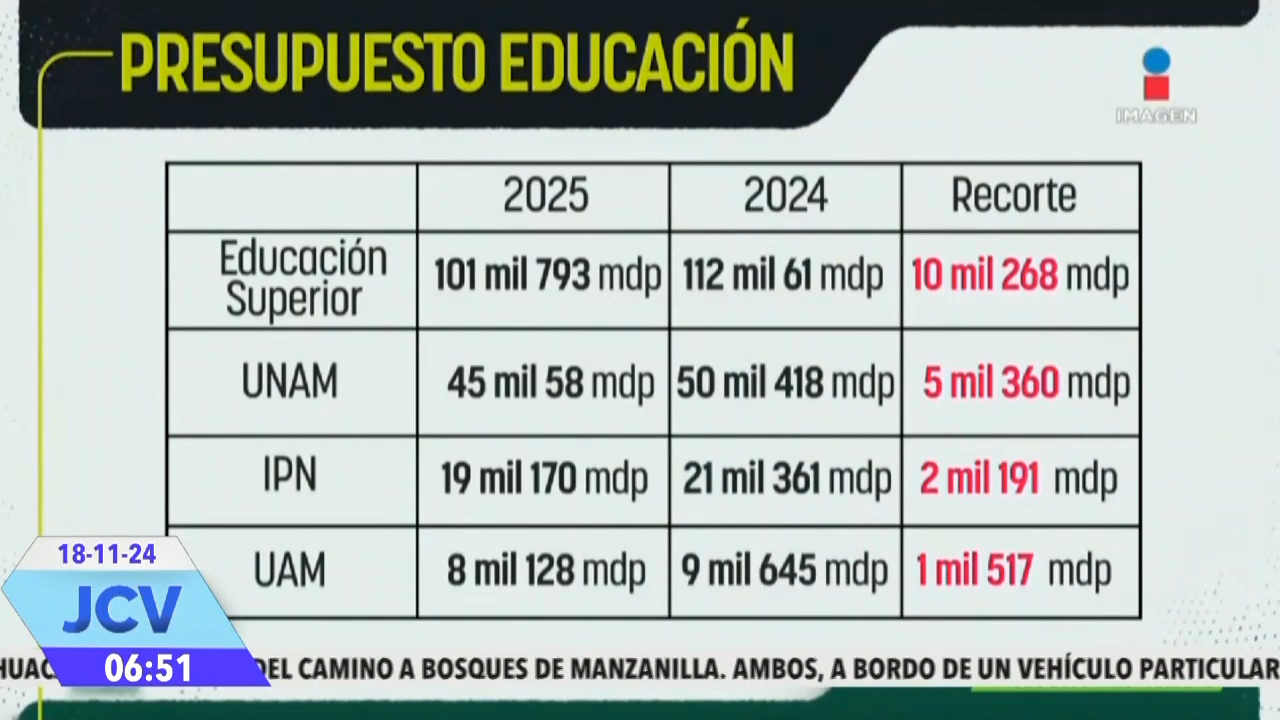 PRESUPUESTO EDUCACIÓN
IMAGEN
2025 2024 Recorte
Educación
Superior
101 mil 793 mdp 112 mil 61 mdp 10 mil 268 mdp
UNAM 45 mil 58 mdp 50 mil 418 mdp 5 mil 360 mdp
IPN 19 mil 170 mdp 21 mil 361 mdp 2 mil 191 mdp
UAM 8 mil 128 mdp 9 mil 645 mdp 1 mil 517 mdp
18-11-24
JCV
06:51
DEL CAMINO A BOSQUES DE MANZANILLA. AMBOS, A BORDO DE UN VEHÍCULO PARTICULAR